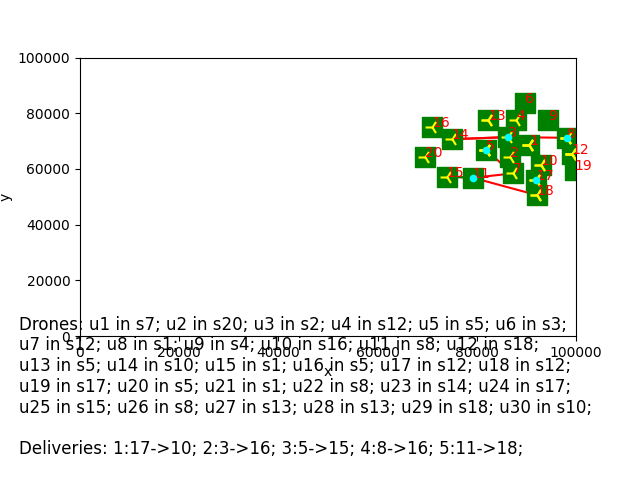 100000
80000
60000
40000
20000
0
y
20000 40000 60000 80000 100000
x
12
19
Drones: u1 in s7; u2 in s20; u3 in s2; u4 in s12; u5 in s5; u6 in s3;
u7 in s12; u8 in s1; u9 in s4; u10 in s16; u11 in s8; u12 in s18;
u13 in s5; u14 in s10; u15 in s1; u16 in s5; u17 in s12; u18 in s12;
u19 in s17; u20 in s5; u21 in s1; u22 in s8; u23 in s14; u24 in s17;
u25 in s15; u26 in s8; u27 in s13; u28 in s13; u29 in s18; u30 in s10;
Deliveries: 1:17->10; 2:3->16; 3:5->15; 4:8->16; 5:11->18;